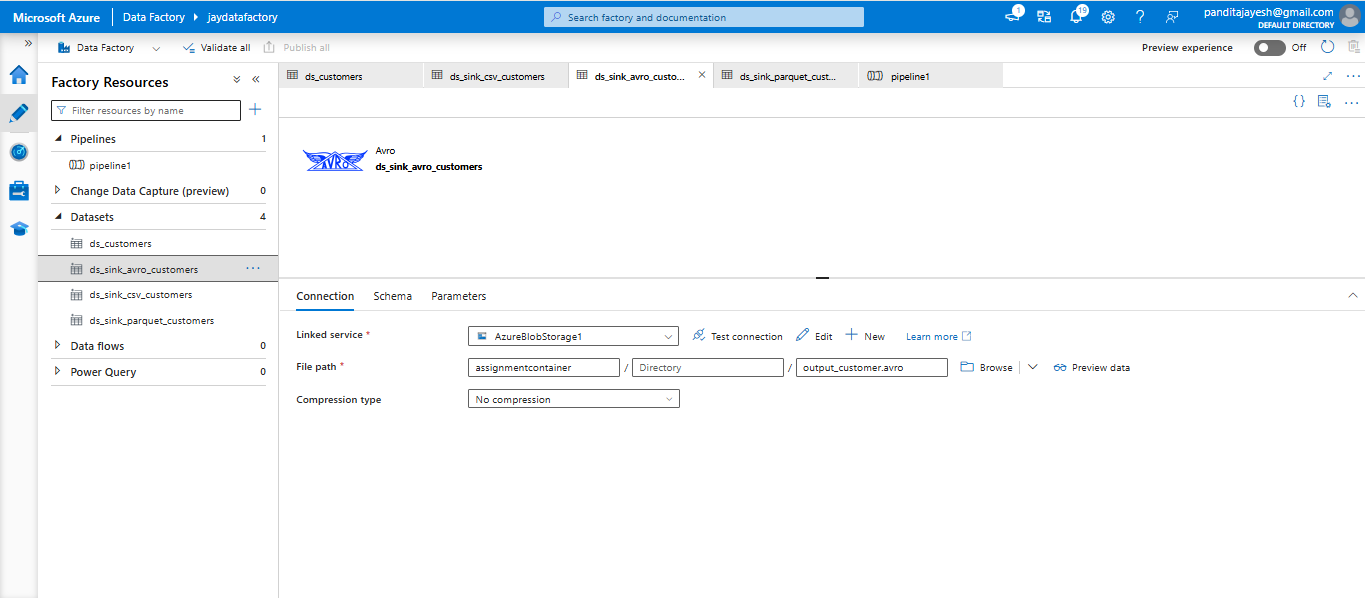 Microsoft Azure Data Factory jaydatafactory Search factory and documentation 1 19 panditajayesh@gmail.com
DEFAULT DIRECTORY
Data Factory Validate all Publish all Preview experience Off
Factory Resources
Filter resources by name
Pipelines 1
pipeline1
Change Data Capture (preview) 0
Datasets 4
ds_customers
ds_sink_avro_customers ...
ds_sink_csv_customers
ds_sink_parquet_customers
Data flows 0
Power Query 0
ds_customers ds_sink_csv_customers ds_sink_avro_custo... ds_sink_parquet_cust... pipeline1
AVRO
Avro
ds_sink_avro_customers
Connection Schema Parameters
Linked service * AzureBlobStorage1 Test connection Edit New Learn more
File path * assignmentcontainer / Directory / output_customer.avro Browse Preview data
Compression type No compression